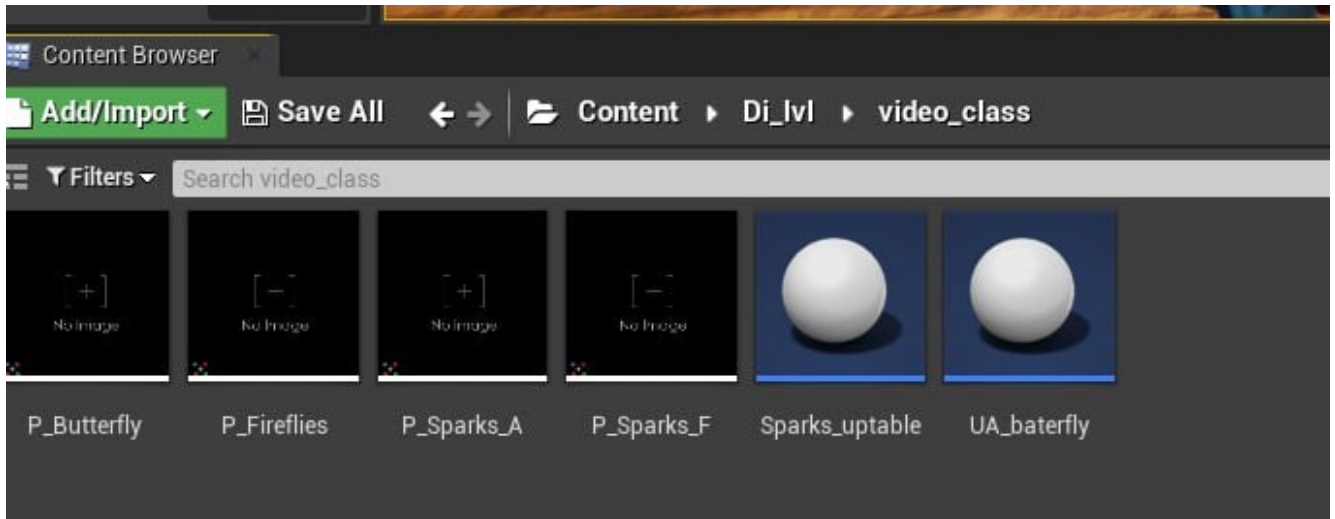 Content Browser
Add/Import Save All Content Di_lvl video_class
Filters Search video_class
No Image No Image No Image No Image
P_Butterfly P_Fireflies P_Sparks_A P_Sparks_F Sparks_uptable UA_baterfly